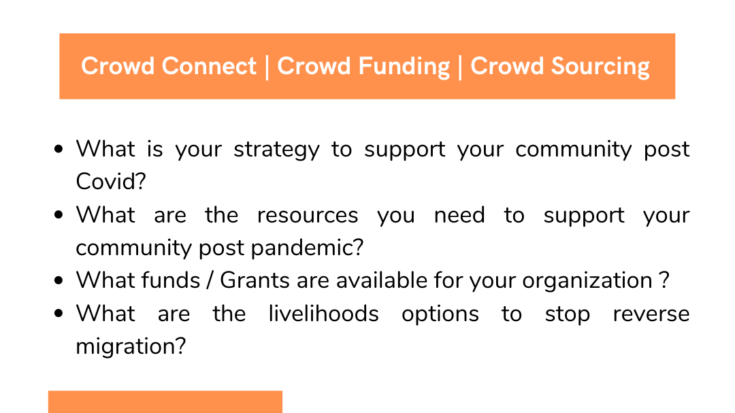 Crowd Connect | Crowd Funding | Crowd Sourcing
• What is your strategy to support your community post
Covid?
• What are the resources you need to support your
community post pandemic?
• What funds / Grants are available for your organization ?
• What are the livelihoods options to stop reverse
migration?